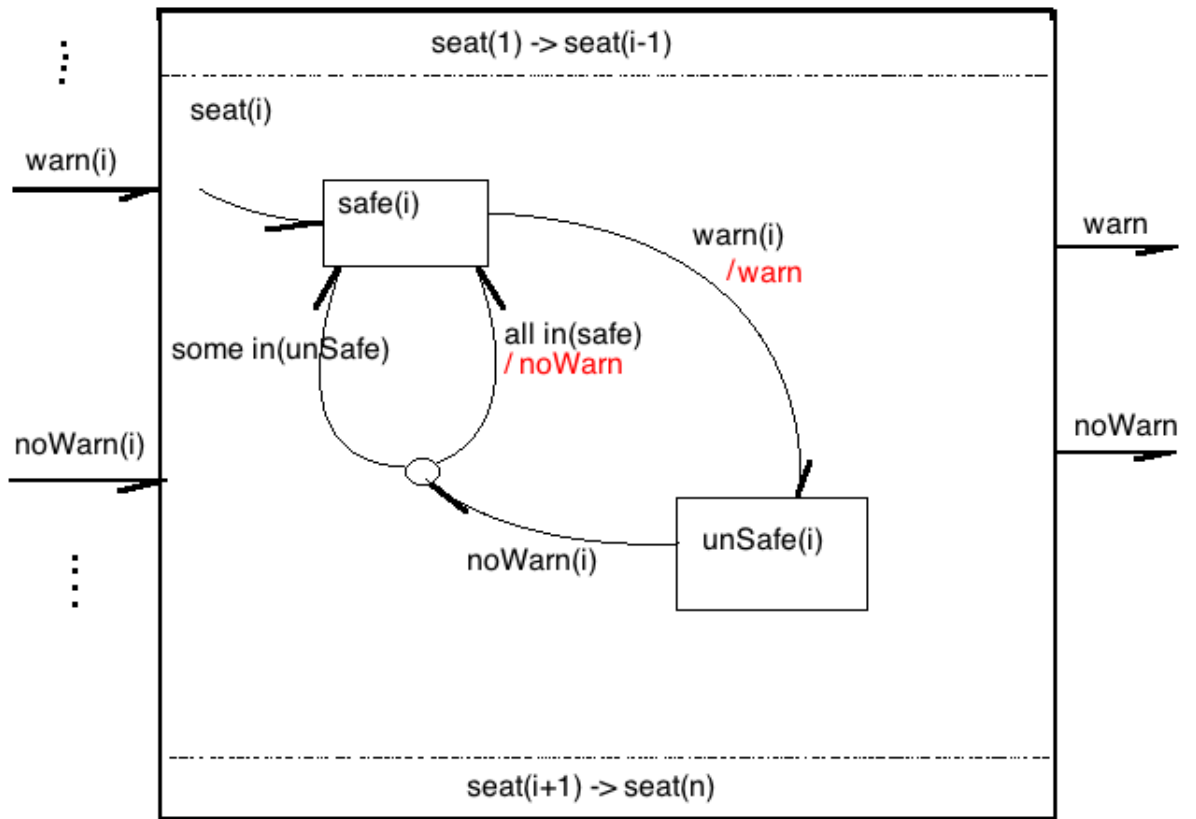 seat(1) -> seat(i-1)
seat(i)
warn(i)
safe(i)
warn(i)
/warn
warn
some in(unSafe)
all in(safe)
/ noWarn
noWarn(i)
noWarn
noWarn(i)
unSafe(i)
seat(i+1) -> seat(n)